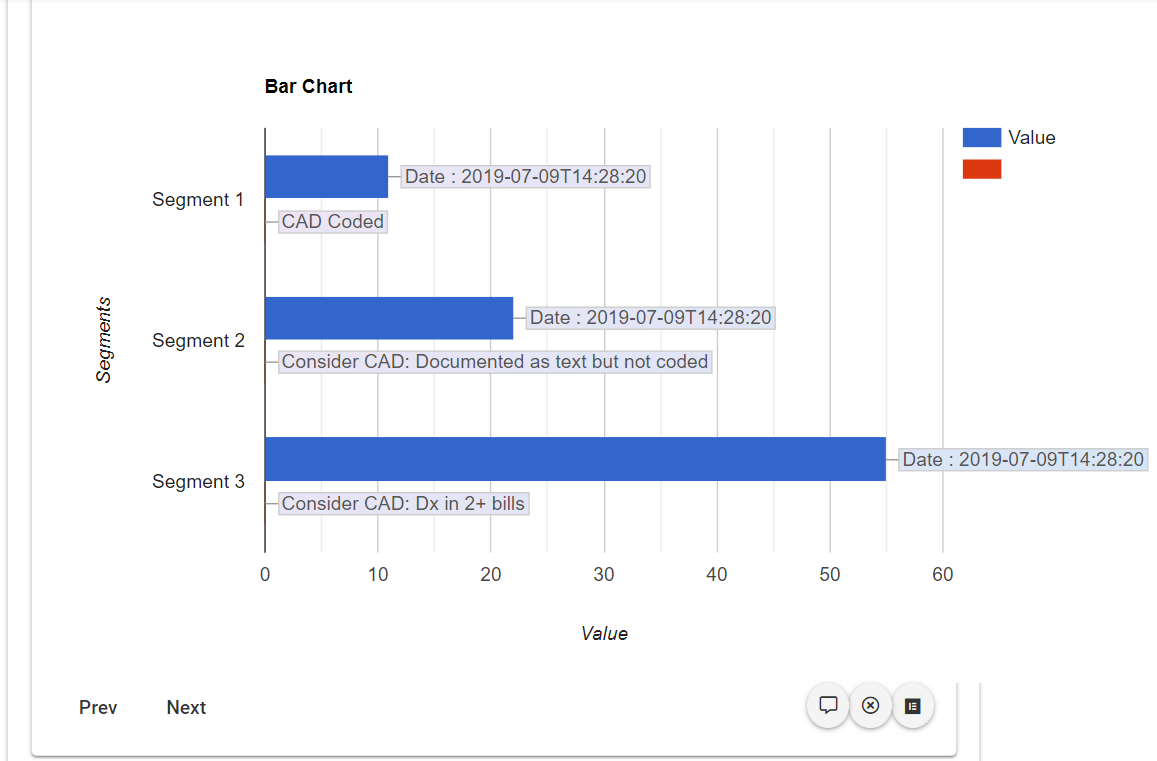 Bar Chart
Value
Date : 2019-07-09T14:28:20
Segment 1
CAD Coded
Date : 2019-07-09T14:28:20
Segment 2
Consider CAD: Documented as text but not coded
Segments
Date : 2019-07-09T14:28:20
Segment 3
Consider CAD: Dx in 2+ bills
0 10 20 30 40 50 60
Value
Prev Next